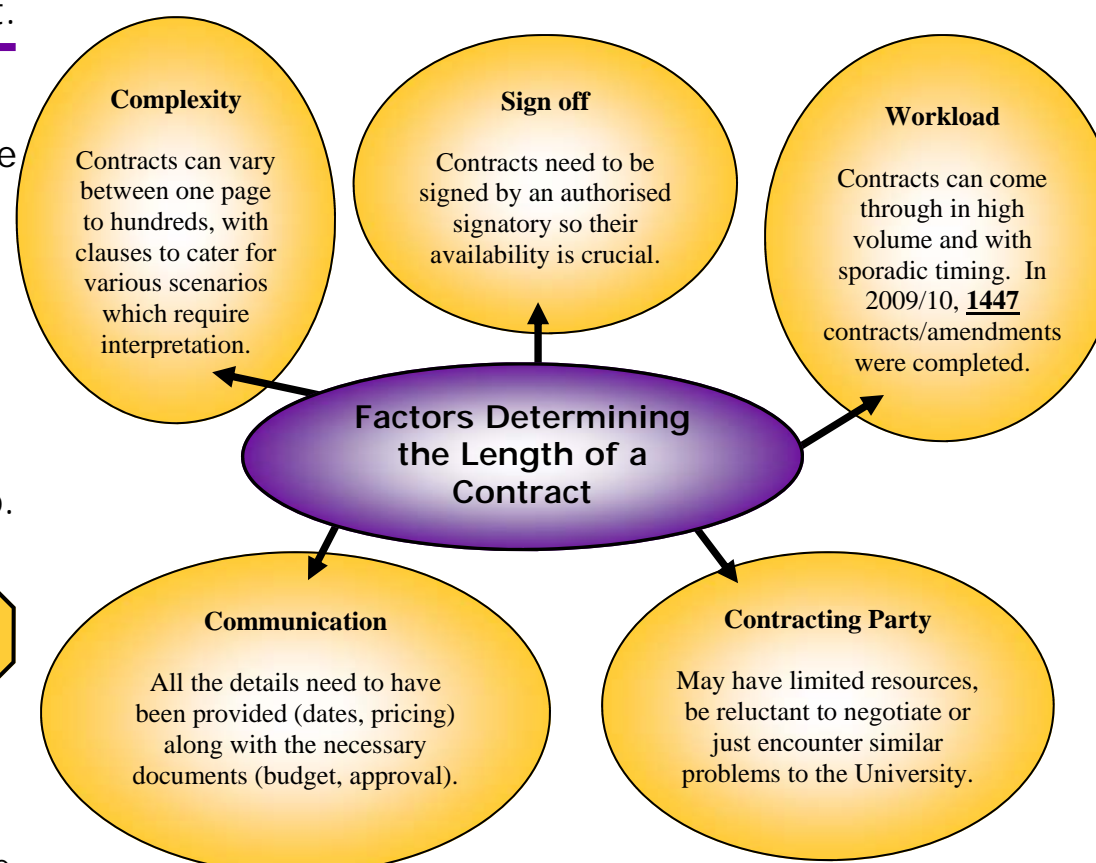 t.
e
Complexity
Contracts can vary
between one page
to hundreds, with
clauses to cater for
various scenarios
which require
interpretation.
Sign off
Contracts need to be
signed by an authorised
signatory so their
availability is crucial.
Workload
Contracts can come
through in high
volume and with
sporadic timing.  In
2009/10, 1447
contracts/amendments
were completed.
Factors Determining
the Length of a
Contract
Communication
All the details need to have
been provided (dates, pricing)
along with the necessary
documents (budget, approval).
Contracting Party
May have limited resources,
be reluctant to negotiate or
just encounter similar
problems to the University.